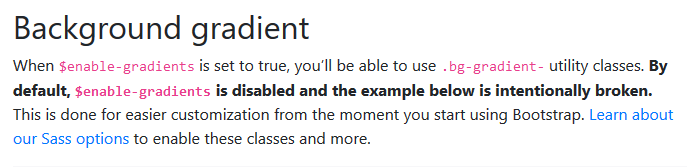 Background gradient
When $enable-gradients is set to true, you’ll be able to use .bg-gradient- utility classes. By
default, $enable-gradients is disabled and the example below is intentionally broken.
This is done for easier customization from the moment you start using Bootstrap. Learn about
our Sass options to enable these classes and more.